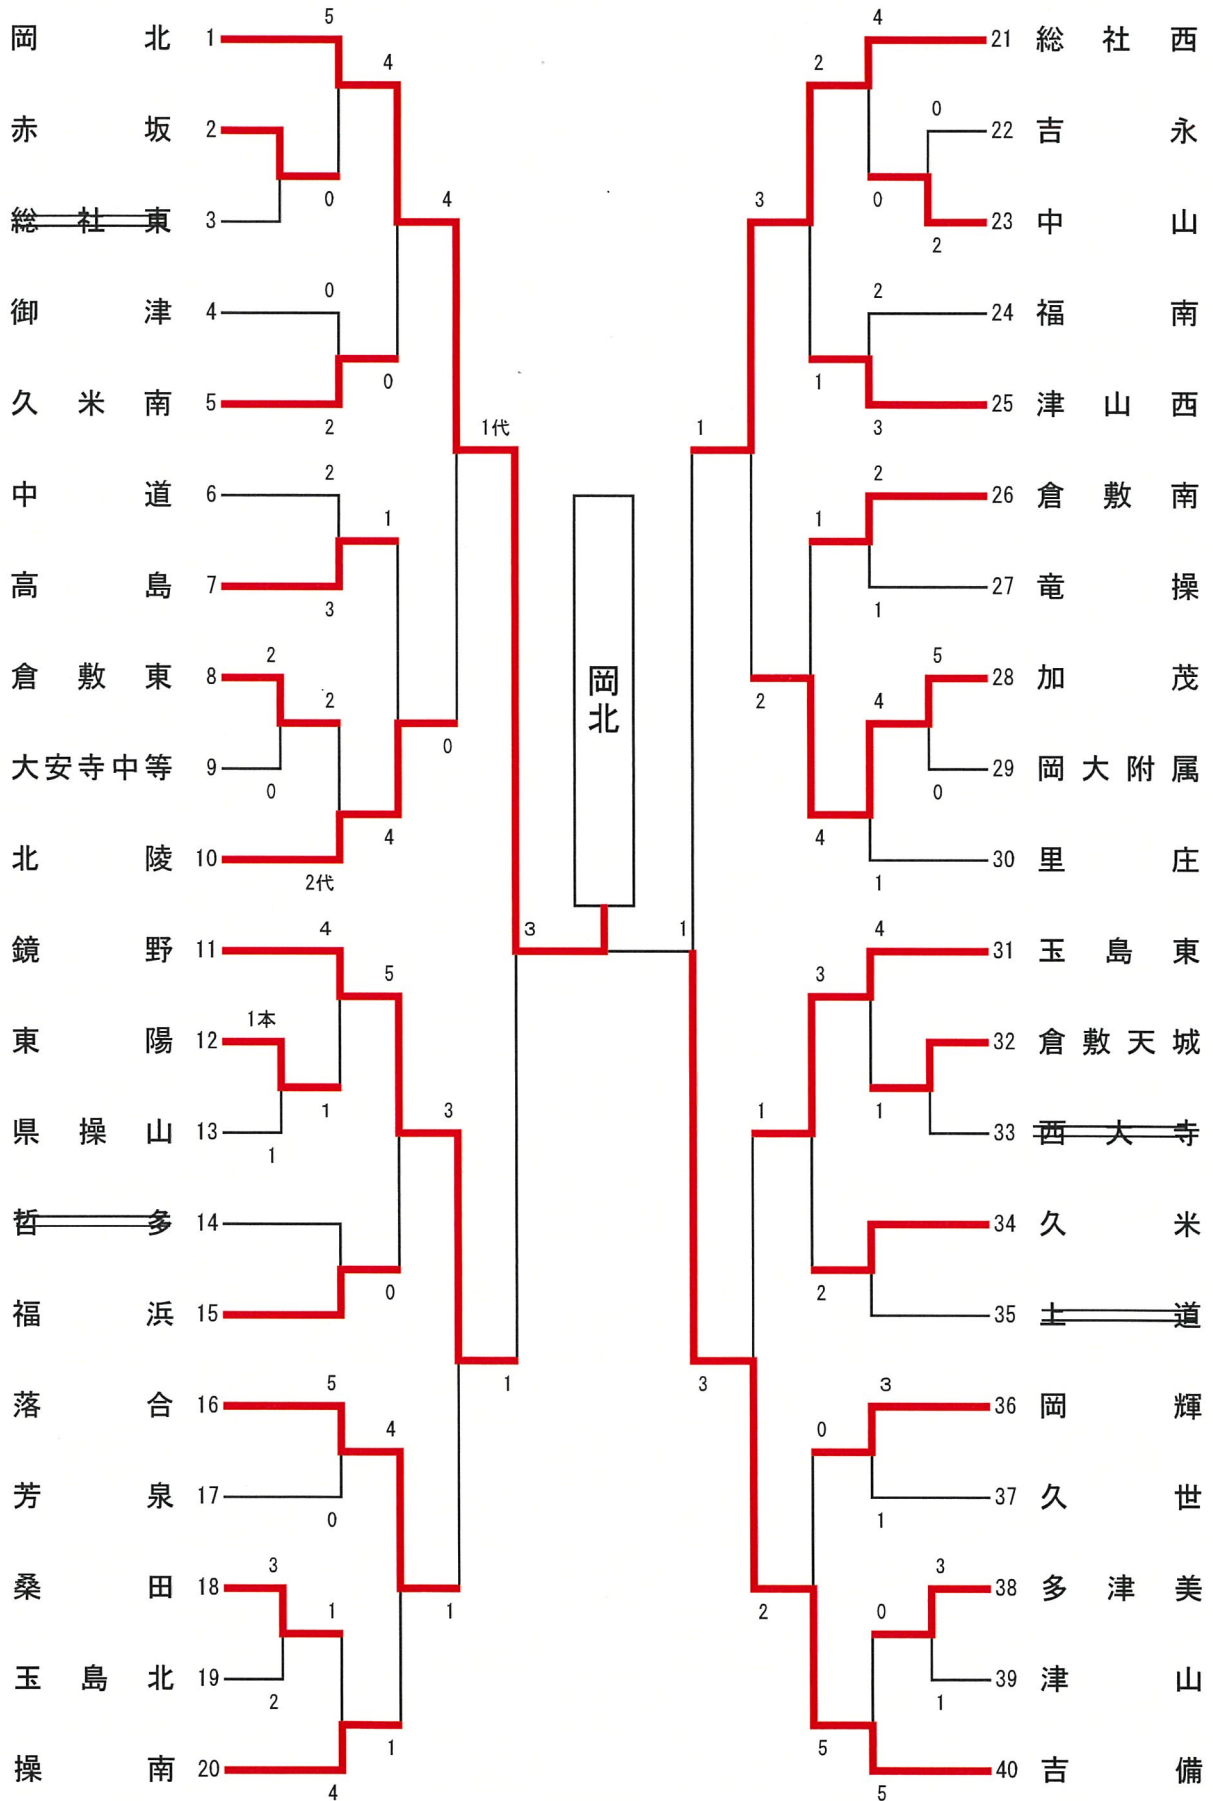 岡北 1 5
4
赤坂 2
0
総社東 3
4
御津 4 0
0
久米南 5 2
1代
中道 6 2
1
高島 7 3
倉敷東 8 2
2
0
大安寺中等 9 0
4
北陵 10 2代
鏡野 11 4
5
東陽 12 1本
1
3
県操山 13 1
哲多 14
0
福浜 15
1
落合 16 5
4
芳泉 17 0
桑田 18 3
1
1
玉島北 19 2
1
操南 20 4
岡北
3 1
4 21 総社西
2
0 22 吉永
0
3
2 23 中山
2 24 福南
1
3 25 津山西
1
2 26 倉敷南
1
1 27 竜操
5 28 加茂
4
2
0 29 岡大附属
4
1 30 里庄
4 31 玉島東
3
32 倉敷天城
1
1
33 西大寺
34 久米
2
35 上道
3
3 36 岡輝
0
1 37 久世
3 38 多津美
0
2
1 39 津山
5
5 40 吉備